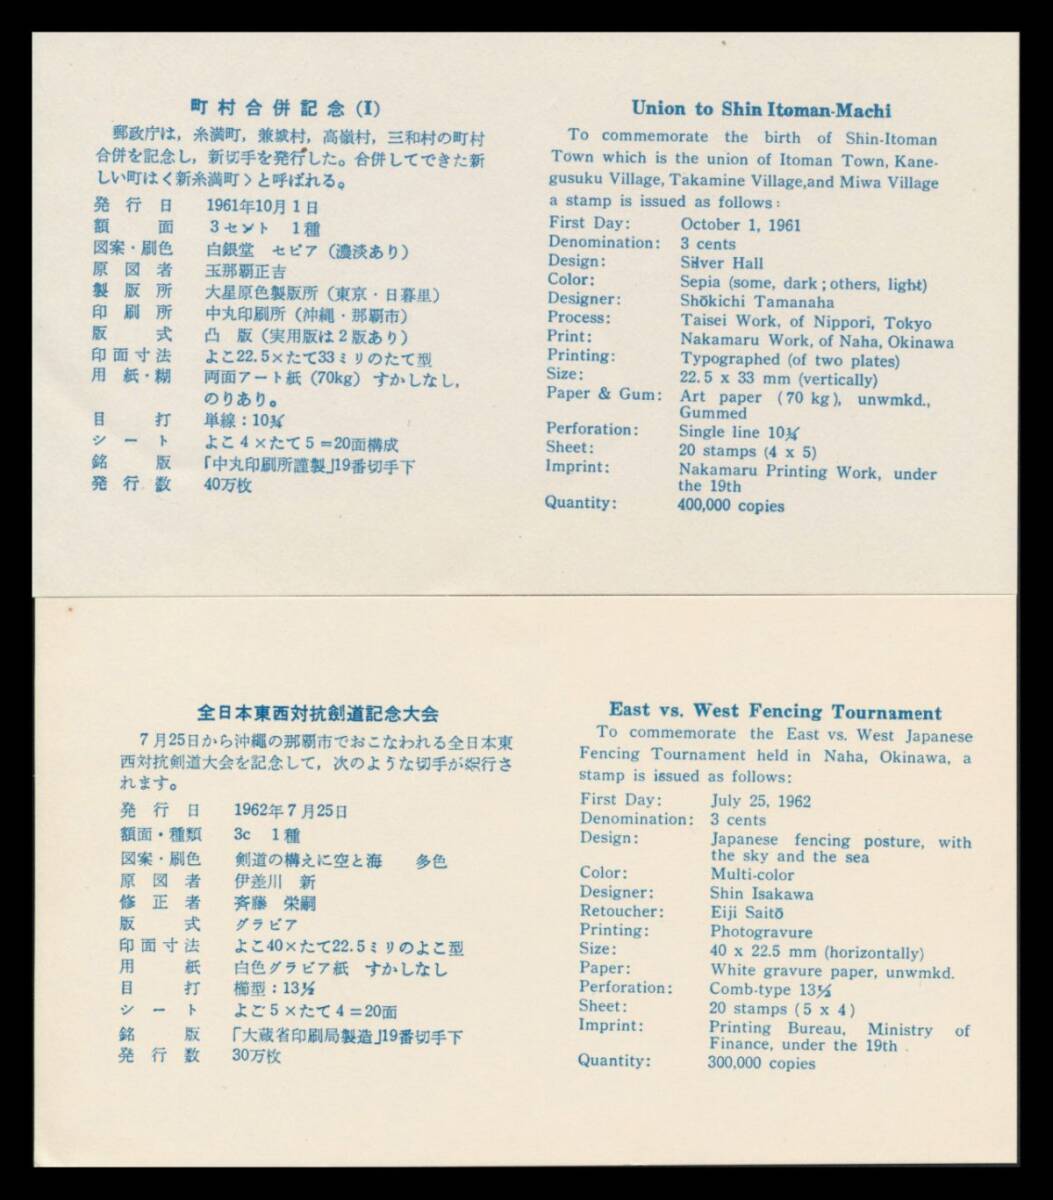 町村合併記念(I)
郵政庁は，糸満町，兼城村，高嶺村，三和村の町村
合併を記念し，新切手を発行した。合併してできた新
しい町はく新糸満町＞と呼ばれる。
発行日 1961年10月1日
額面 3セント 1種
図案・刷色 白銀堂 セピア（濃淡あり）
原図者 玉那覇正吉
製版所 大星原色製版所（東京・日暮里）
印刷所 中丸印刷所（沖縄・那覇市）
版式 凸版（実用版は2版あり）
印面寸法 よこ22.5×たて33ミリのたて型
用紙・糊 両面アート紙（70kg）すかしなし，
のりあり。
目打 単線：10¾
シート よこ4×たて5＝20面構成
銘版 「中丸印刷所謹製」19番切手下
発行数 40万枚
Union to Shin Itoman-Machi
To commemorate the birth of Shin-Itoman
Town which is the union of Itoman Town, Kane-
gusuku Village, Takamine Village,and Miwa Village
a stamp is issued as follows:
First Day: October 1, 1961
Denomination: 3 cents
Design: Silver Hall
Color: Sepia (some, dark; others, light)
Designer: Shōkichi Tamanaha
Process: Taisei Work, of Nippori, Tokyo
Print: Nakamaru Work, of Naha, Okinawa
Printing: Typographed (of two plates)
Size: 22.5 x 33 mm (vertically)
Paper & Gum: Art paper (70 kg), unwmkd.,
Gummed
Perforation: Single line 10¾
Sheet: 20 stamps (4 x 5)
Imprint: Nakamaru Printing Work, under
the 19th
Quantity: 400,000 copies
全日本東西対抗劍道記念大会
7月25日から沖縄の那覇市でおこなわれる全日本東
西対抗剣道大会を記念して，次のような切手が発行さ
れます。
発行日 1962年7月25日
額面・種類 3c 1種
図案・刷色 剣道の構えに空と海 多色
原図者 伊差川 新
修正者 斉藤 栄嗣
版式 グラビア
印面寸法 よこ40×たて22.5ミリのよこ型
用紙 白色グラビア紙 すかしなし
目打 櫛型：13½
シート よご5×たて4＝20面
銘版 「大蔵省印刷局製造」19番切手下
発行数 30万枚
East vs. West Fencing Tournament
To commemorate the East vs. West Japanese
Fencing Tournament held in Naha, Okinawa, a
stamp is issued as follows:
First Day: July 25, 1962
Denomination: 3 cents
Design: Japanese fencing posture, with
the sky and the sea
Color: Multi-color
Designer: Shin Isakawa
Retoucher: Eiji Saitō
Printing: Photogravure
Size: 40 x 22.5 mm (horizontally)
Paper: White gravure paper, unwmkd.
Perforation: Comb-type 13½
Sheet: 20 stamps (5 x 4)
Imprint: Printing Bureau, Ministry of
Finance, under the 19th
Quantity: 300,000 copies